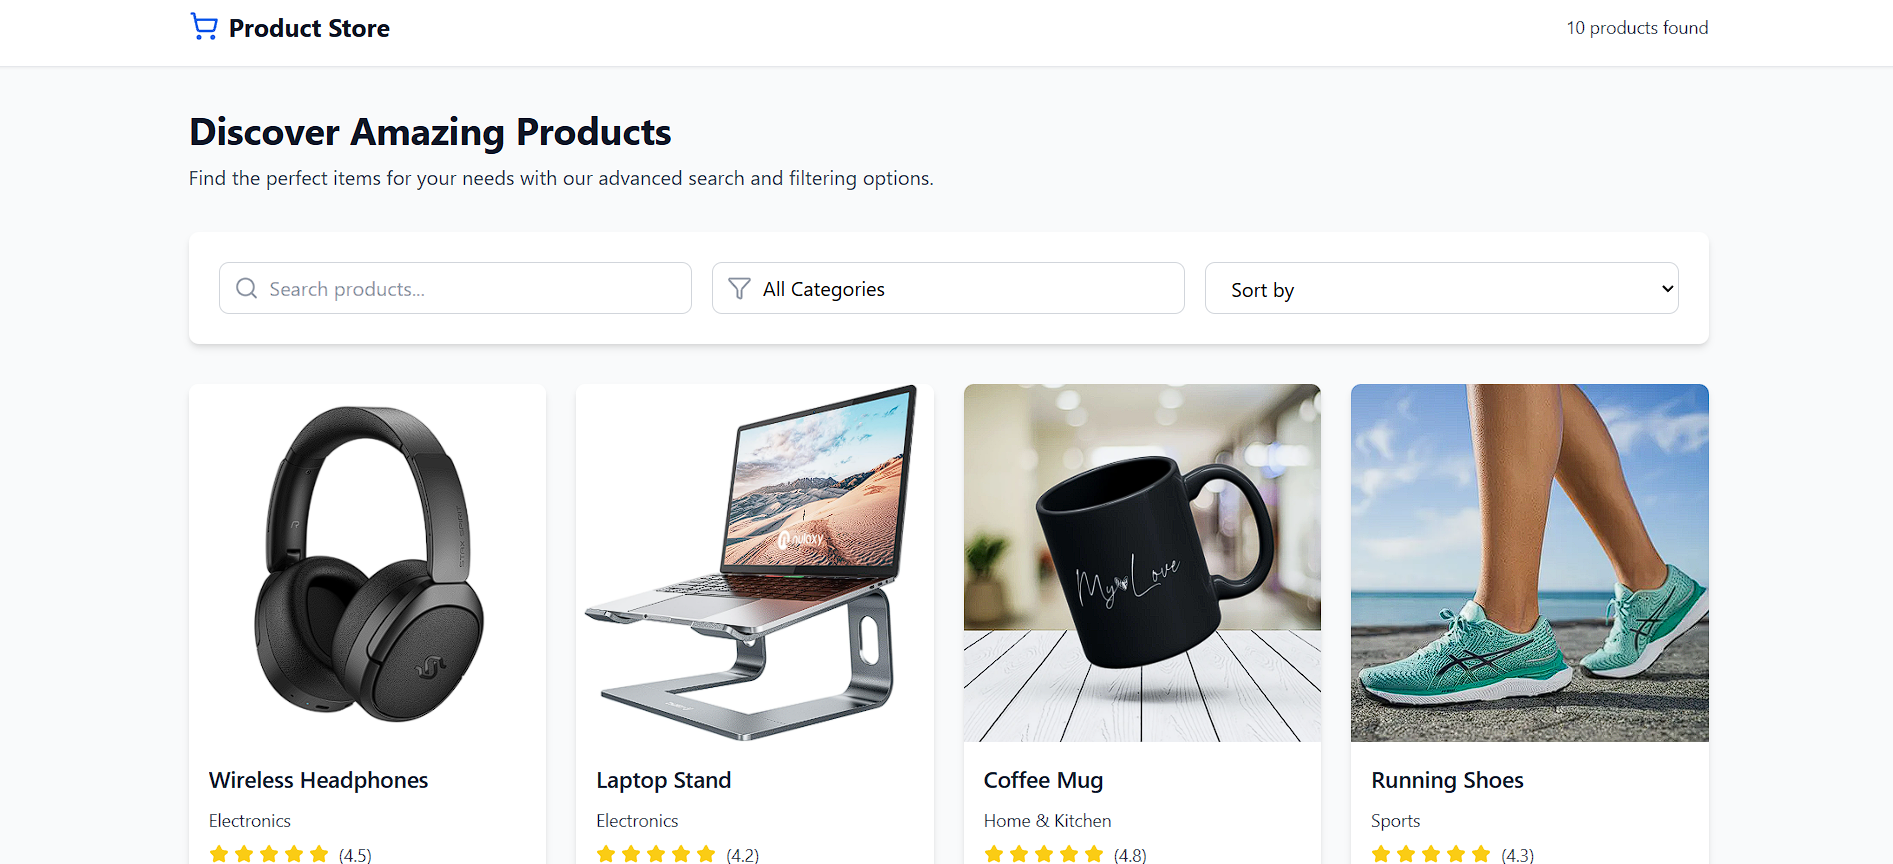 Product Store
10 products found
Discover Amazing Products
Find the perfect items for your needs with our advanced search and filtering options.
Search products...
All Categories
Sort by
STAX SPIRIT
nulaxy
My Love
Wireless Headphones
Laptop Stand
Coffee Mug
Running Shoes
Electronics
Electronics
Home & Kitchen
Sports
(4.5)
(4.2)
(4.8)
(4.3)